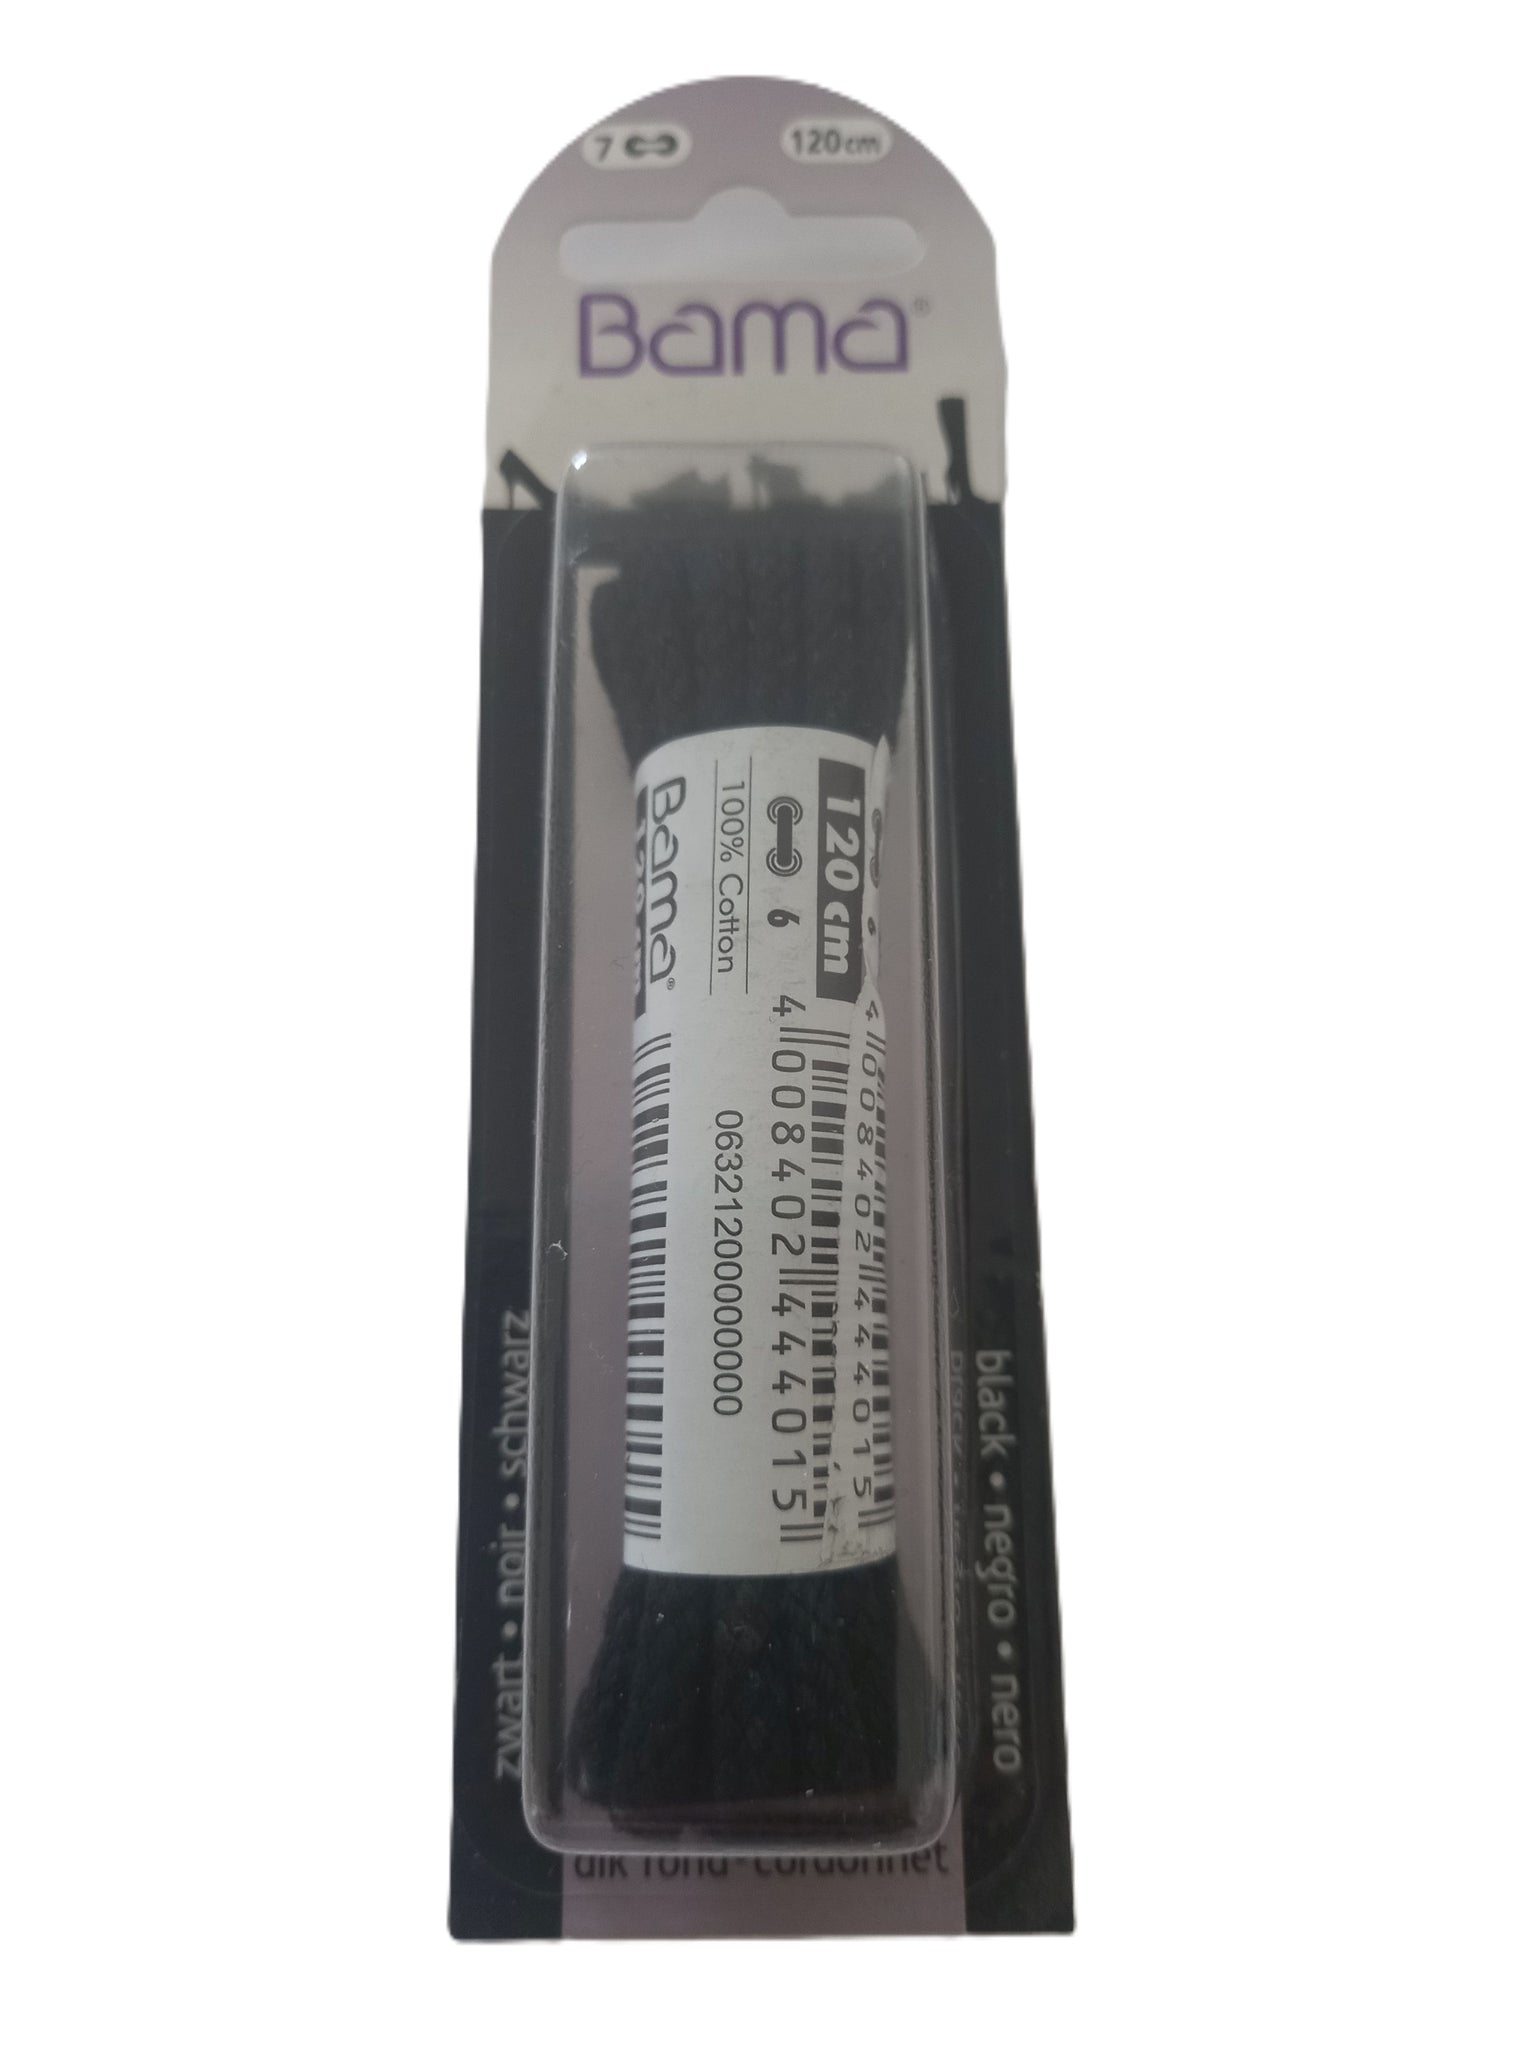 7
120cm
Bama®
120 cm
6
100% Cotton
Bama®
4 008402 444015
0632120000000
6
4 008402 444015
zwart • noir • schwarz
black • negro • nero
dik rond - cordonnet